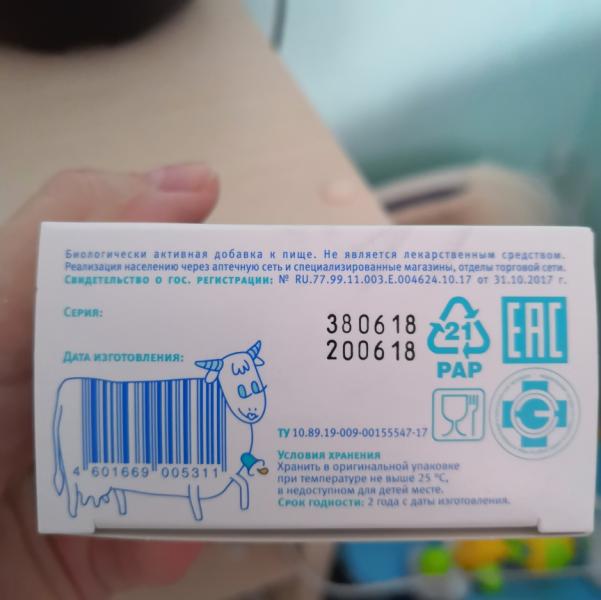 Биологически активная добавка к пище. Не является лекарственным средством.
Реализация населению через аптечную сеть и специализированные магазины, отделы торговой сети.
Свидетельство о гос. регистрации: № RU.77.99.11.003.Е.004624.10.17 от 31.10.2017 г.
Серия: 380618
Дата изготовления: 200618
21
PAP
EAC
4 601669 005311
ТУ 10.89.19-009-00155547-17
Условия хранения
Хранить в оригинальной упаковке
при температуре не выше 25 °C,
в недоступном для детей месте.
Срок годности: 2 года с даты изготовления.